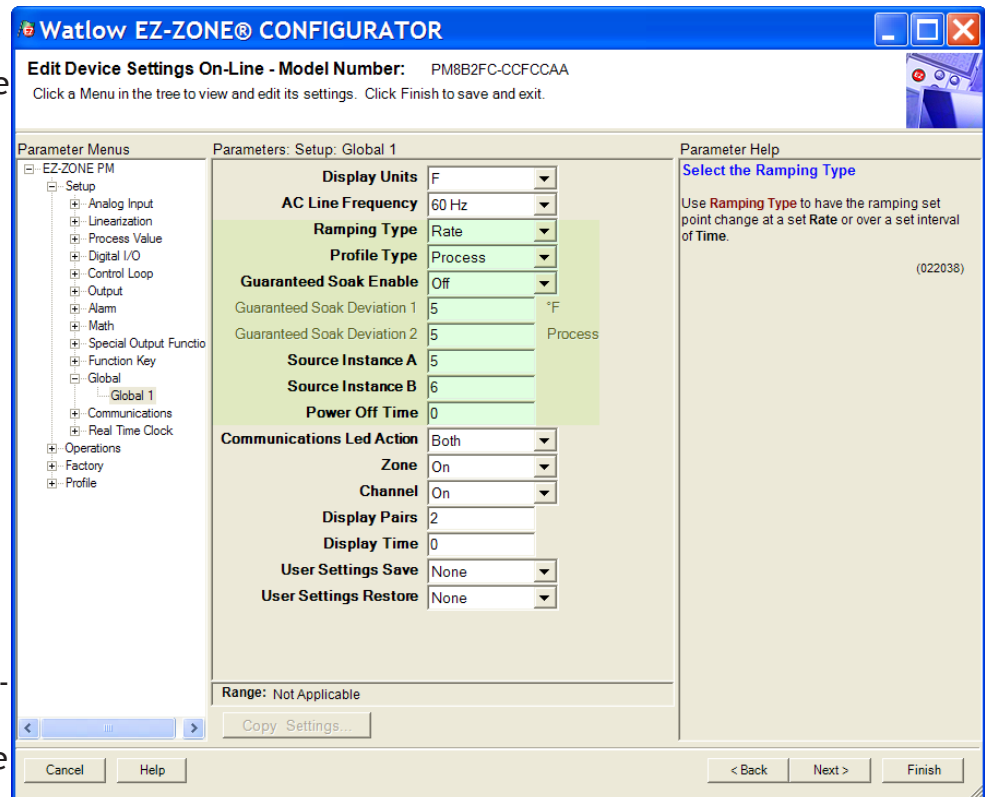 Watlow EZ-ZONE® CONFIGURATOR
Edit Device Settings On-Line - Model Number: PM8B2FC-CCFCCAA
Click a Menu in the tree to view and edit its settings. Click Finish to save and exit.
e
Parameter Menus
EZ-ZONE PM
Setup
Analog Input
Linearization
Process Value
Digital I/O
Control Loop
Output
Alarm
Math
Special Output Functio
Function Key
Global
Global 1
Communications
Real Time Clock
Operations
Factory
Profile
Parameters: Setup: Global 1
Display Units F
AC Line Frequency 60 Hz
Ramping Type Rate
Profile Type Process
Guaranteed Soak Enable Off
Guaranteed Soak Deviation 1 5 °F
Guaranteed Soak Deviation 2 5 Process
Source Instance A 5
Source Instance B 6
Power Off Time 0
Communications Led Action Both
Zone On
Channel On
Display Pairs 2
Display Time 0
User Settings Save None
User Settings Restore None
Range: Not Applicable
Copy Settings...
Parameter Help
Select the Ramping Type
Use Ramping Type to have the ramping set
point change at a set Rate or over a set interval
of Time.
(022038)
-
e
Cancel Help < Back Next > Finish